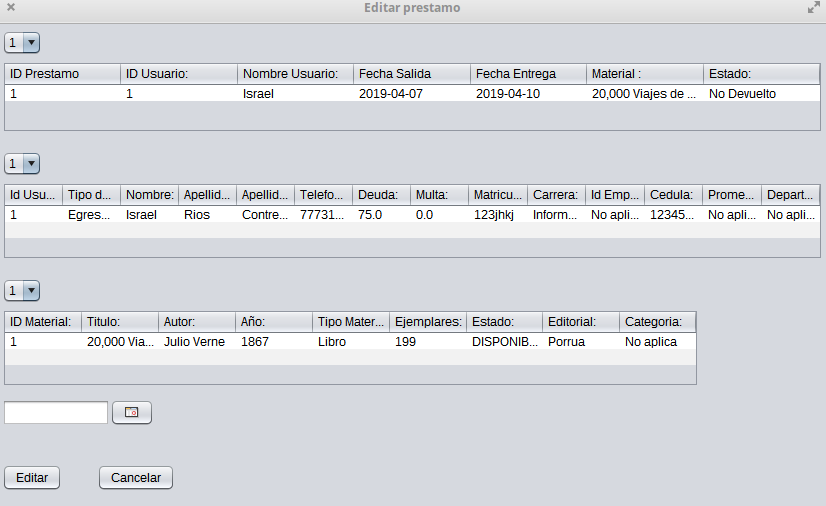 Editar prestamo
1
ID Prestamo ID Usuario: Nombre Usuario: Fecha Salida Fecha Entrega Material : Estado:
1 1 Israel 2019-04-07 2019-04-10 20,000 Viajes de ... No Devuelto
1
Id Usu... Tipo d... Nombre: Apellid... Apellid... Telefo... Deuda: Multa: Matricu... Carrera: Id Emp... Cedula: Prome... Depart...
1 Egres... Israel Rios Contre... 77731... 75.0 0.0 123jhkj Inform... No apli... 12345... No apli... No apli...
1
ID Material: Titulo: Autor: Año: Tipo Mater... Ejemplares: Estado: Editorial: Categoria:
1 20,000 Via... Julio Verne 1867 Libro 199 DISPONIB... Porrua No aplica
Editar Cancelar